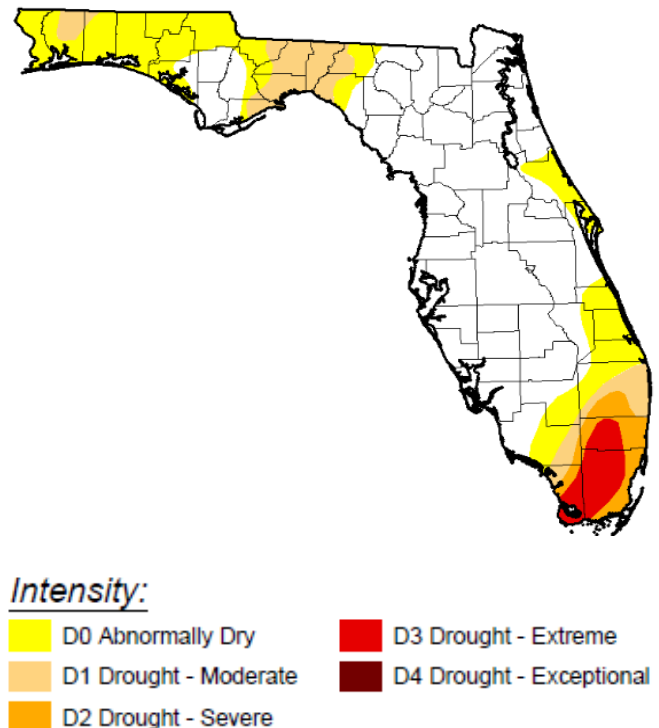 Intensity:
D0 Abnormally Dry
D1 Drought - Moderate
D2 Drought - Severe
D3 Drought - Extreme
D4 Drought - Exceptional